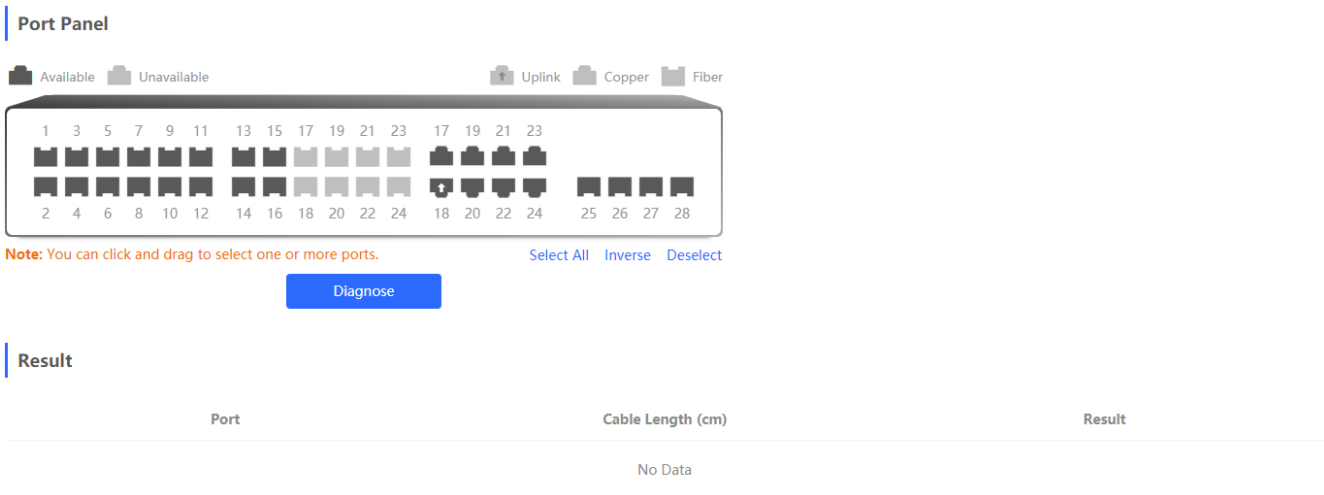 Port Panel
Available Unavailable Uplink Copper Fiber
1 3 5 7 9 11 13 15 17 19 21 23 17 19 21 23
2 4 6 8 10 12 14 16 18 20 22 24 18 20 22 24 25 26 27 28
Note: You can click and drag to select one or more ports. Select All Inverse Deselect
Diagnose
Result
Port Cable Length (cm) Result
No Data